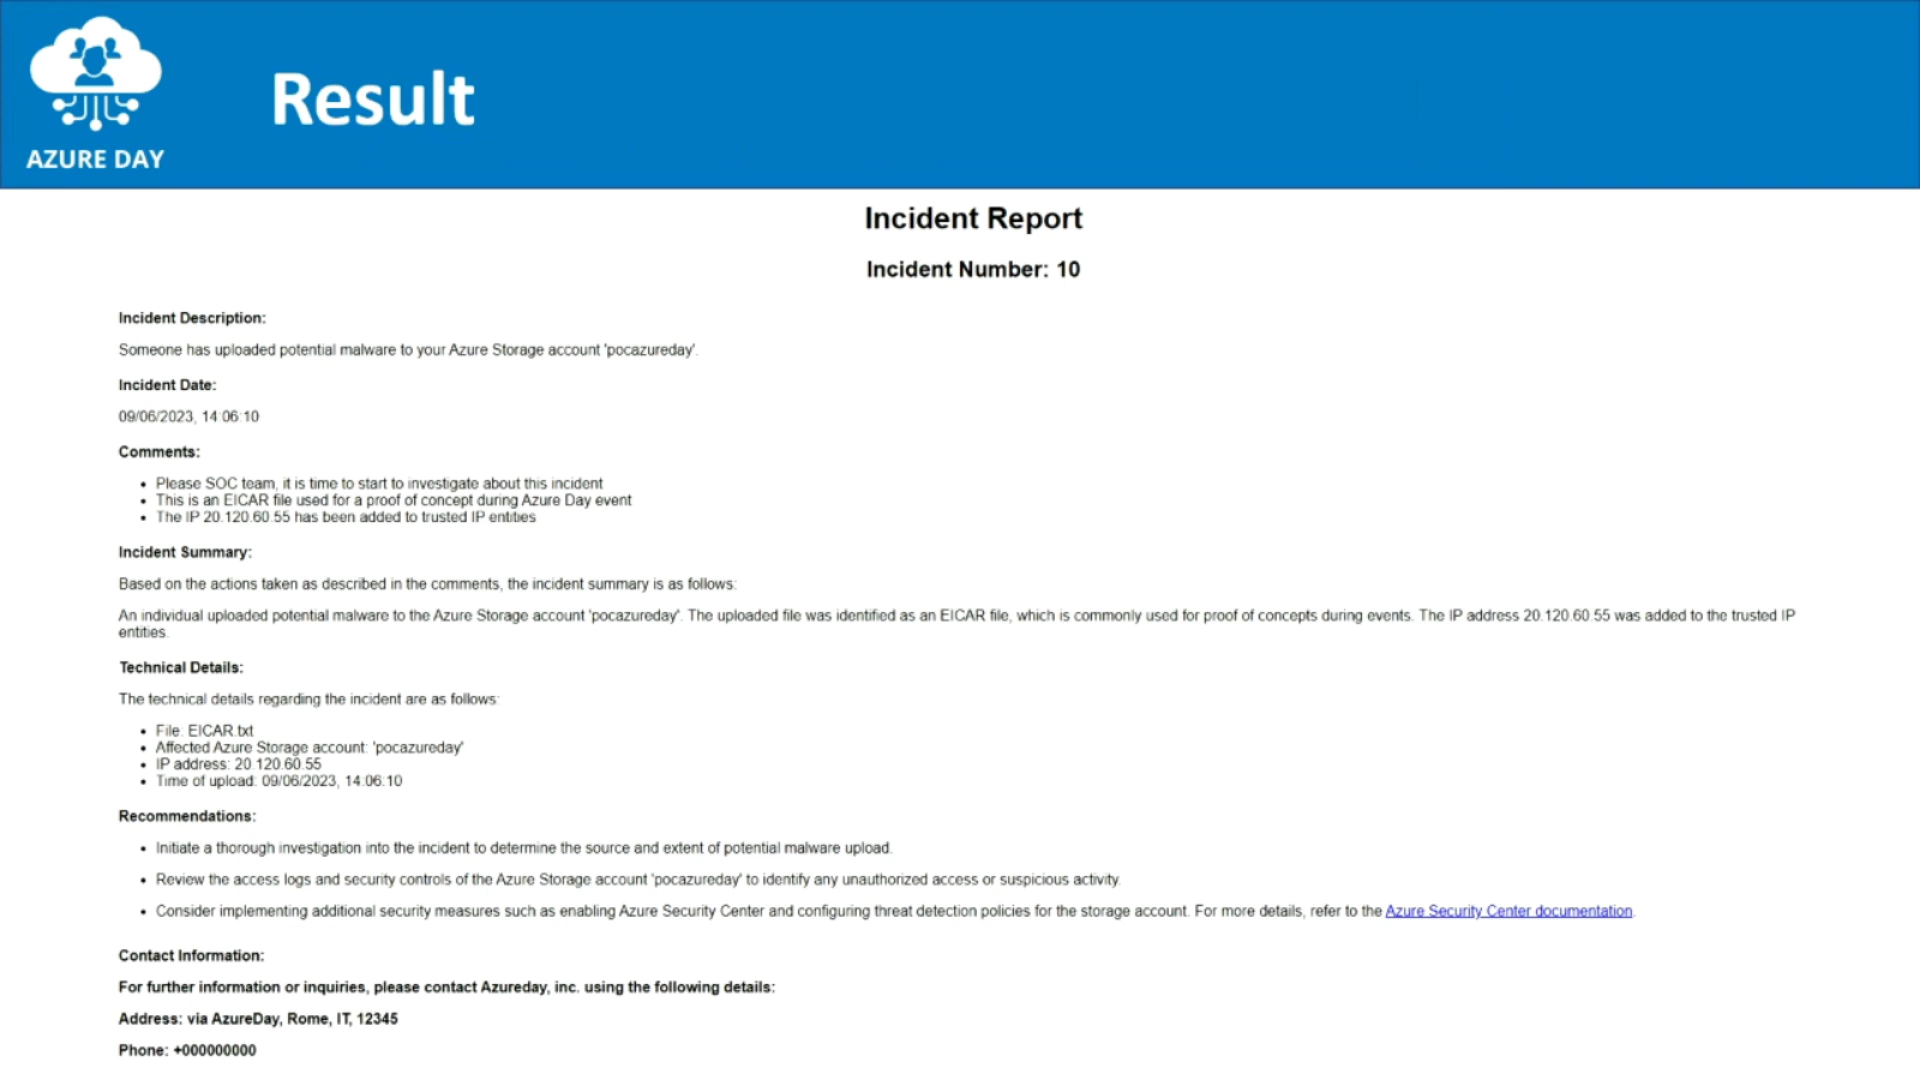 AZURE DAY
Result
Incident Report
Incident Number: 10
Incident Description:
Someone has uploaded potential malware to your Azure Storage account 'pocazureday'.
Incident Date:
09/06/2023, 14:06:10
Comments:
• Please SOC team, it is time to start to investigate about this incident
• This is an EICAR file used for a proof of concept during Azure Day event
• The IP 20.120.60.55 has been added to trusted IP entities
Incident Summary:
Based on the actions taken as described in the comments, the incident summary is as follows:
An individual uploaded potential malware to the Azure Storage account 'pocazureday'. The uploaded file was identified as an EICAR file, which is commonly used for proof of concepts during events. The IP address 20.120.60.55 was added to the trusted IP
entities.
Technical Details:
The technical details regarding the incident are as follows:
• File: EICAR.txt
• Affected Azure Storage account: 'pocazureday'
• IP address: 20.120.60.55
• Time of upload: 09/06/2023, 14:06:10
Recommendations:
• Initiate a thorough investigation into the incident to determine the source and extent of potential malware upload.
• Review the access logs and security controls of the Azure Storage account 'pocazureday' to identify any unauthorized access or suspicious activity.
• Consider implementing additional security measures such as enabling Azure Security Center and configuring threat detection policies for the storage account. For more details, refer to the Azure Security Center documentation.
Contact Information:
For further information or inquiries, please contact Azureday, inc. using the following details:
Address: via AzureDay, Rome, IT, 12345
Phone: +000000000